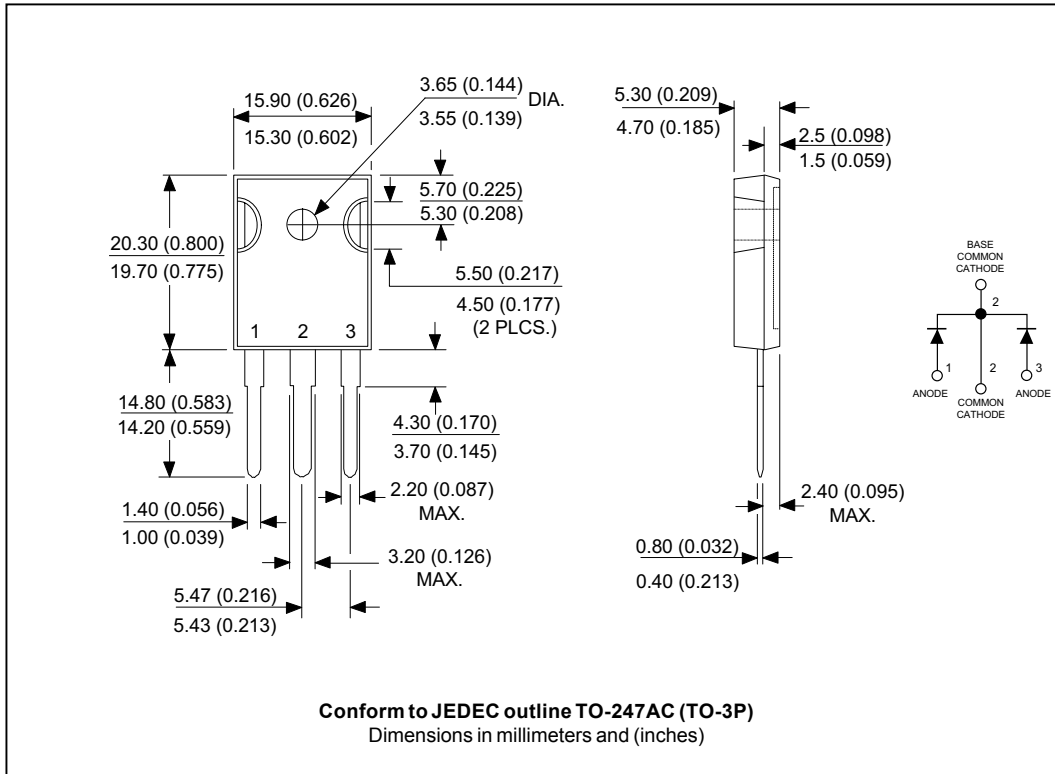 3.65 (0.144)
3.55 (0.139)
DIA.
15.90 (0.626)
15.30 (0.602)
5.70 (0.225)
5.30 (0.208)
20.30 (0.800)
19.70 (0.775)
5.50 (0.217)
4.50 (0.177)
(2 PLCS.)
1 2 3
14.80 (0.583)
14.20 (0.559)
4.30 (0.170)
3.70 (0.145)
2.20 (0.087)
MAX.
1.40 (0.056)
1.00 (0.039)
3.20 (0.126)
MAX.
5.47 (0.216)
5.43 (0.213)
5.30 (0.209)
4.70 (0.185)
2.5 (0.098)
1.5 (0.059)
2.40 (0.095)
MAX.
0.80 (0.032)
0.40 (0.213)
BASE
COMMON
CATHODE
2
1
2
3
ANODE
COMMON
CATHODE
ANODE
Conform to JEDEC outline TO-247AC (TO-3P)
Dimensions in millimeters and (inches)